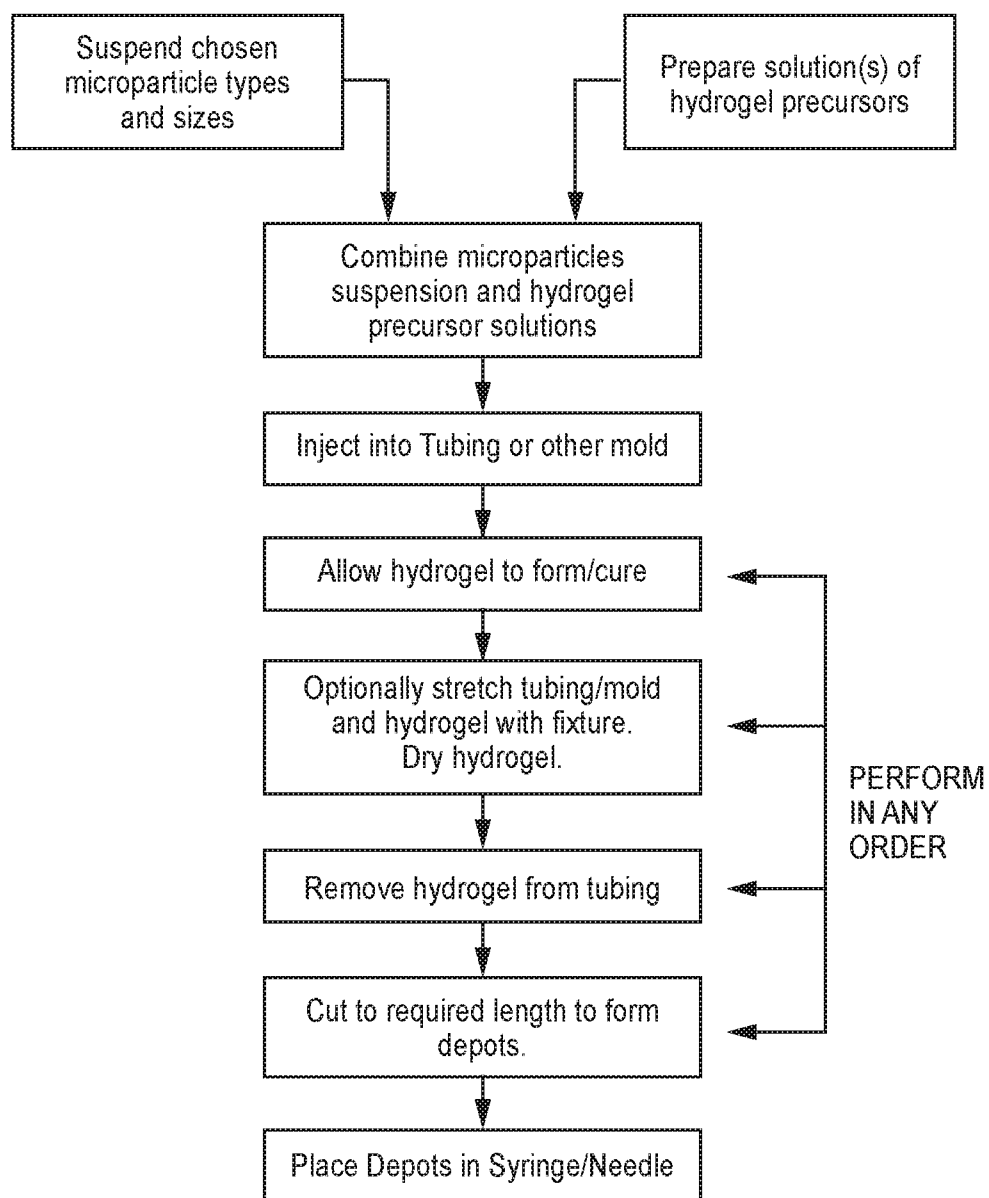 Suspend chosen
microparticle types
and sizes
Prepare solution(s) of
hydrogel precursors
Combine microparticles
suspension and hydrogel
precursor solutions
Inject into Tubing or other mold
Allow hydrogel to form/cure
Optionally stretch tubing/mold
and hydrogel with fixture.
Dry hydrogel.
Remove hydrogel from tubing
Cut to required length to form
depots.
Place Depots in Syringe/Needle
PERFORM
IN ANY
ORDER